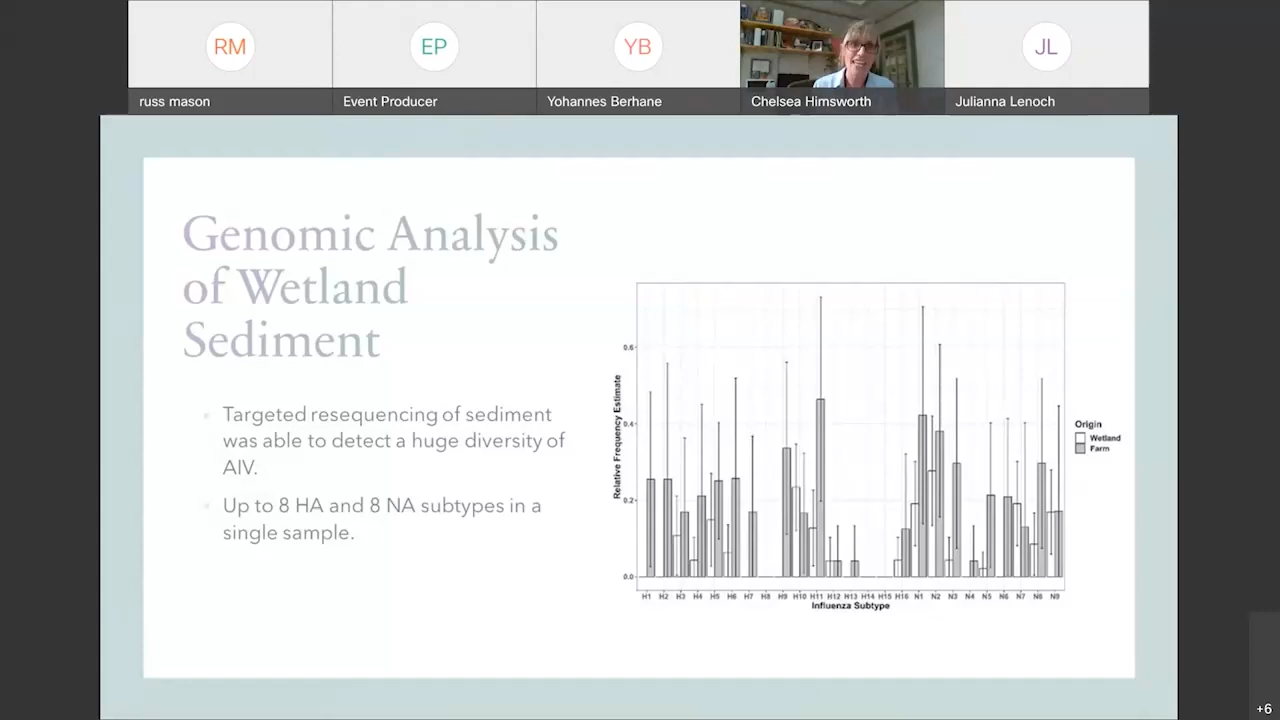 RM
EP
YB
JL
russ mason
Event Producer
Yohannes Berhane
Chelsea Himsworth
Julianna Lenoch
Genomic Analysis
of Wetland
Sediment
Targeted resequencing of sediment
was able to detect a huge diversity of
AIV.
Up to 8 HA and 8 NA subtypes in a
single sample.
Relative Frequency Estimate
0.6
0.4
0.2
0.0
H1 H2 H3 H4 H5 H6 H7 H8 H9 H10 H11 H12 H13 H14 H15 H16 N1 N2 N3 N4 N5 N6 N7 N8 N9
Influenza Subtype
Origin
Wetland
Farm
+6